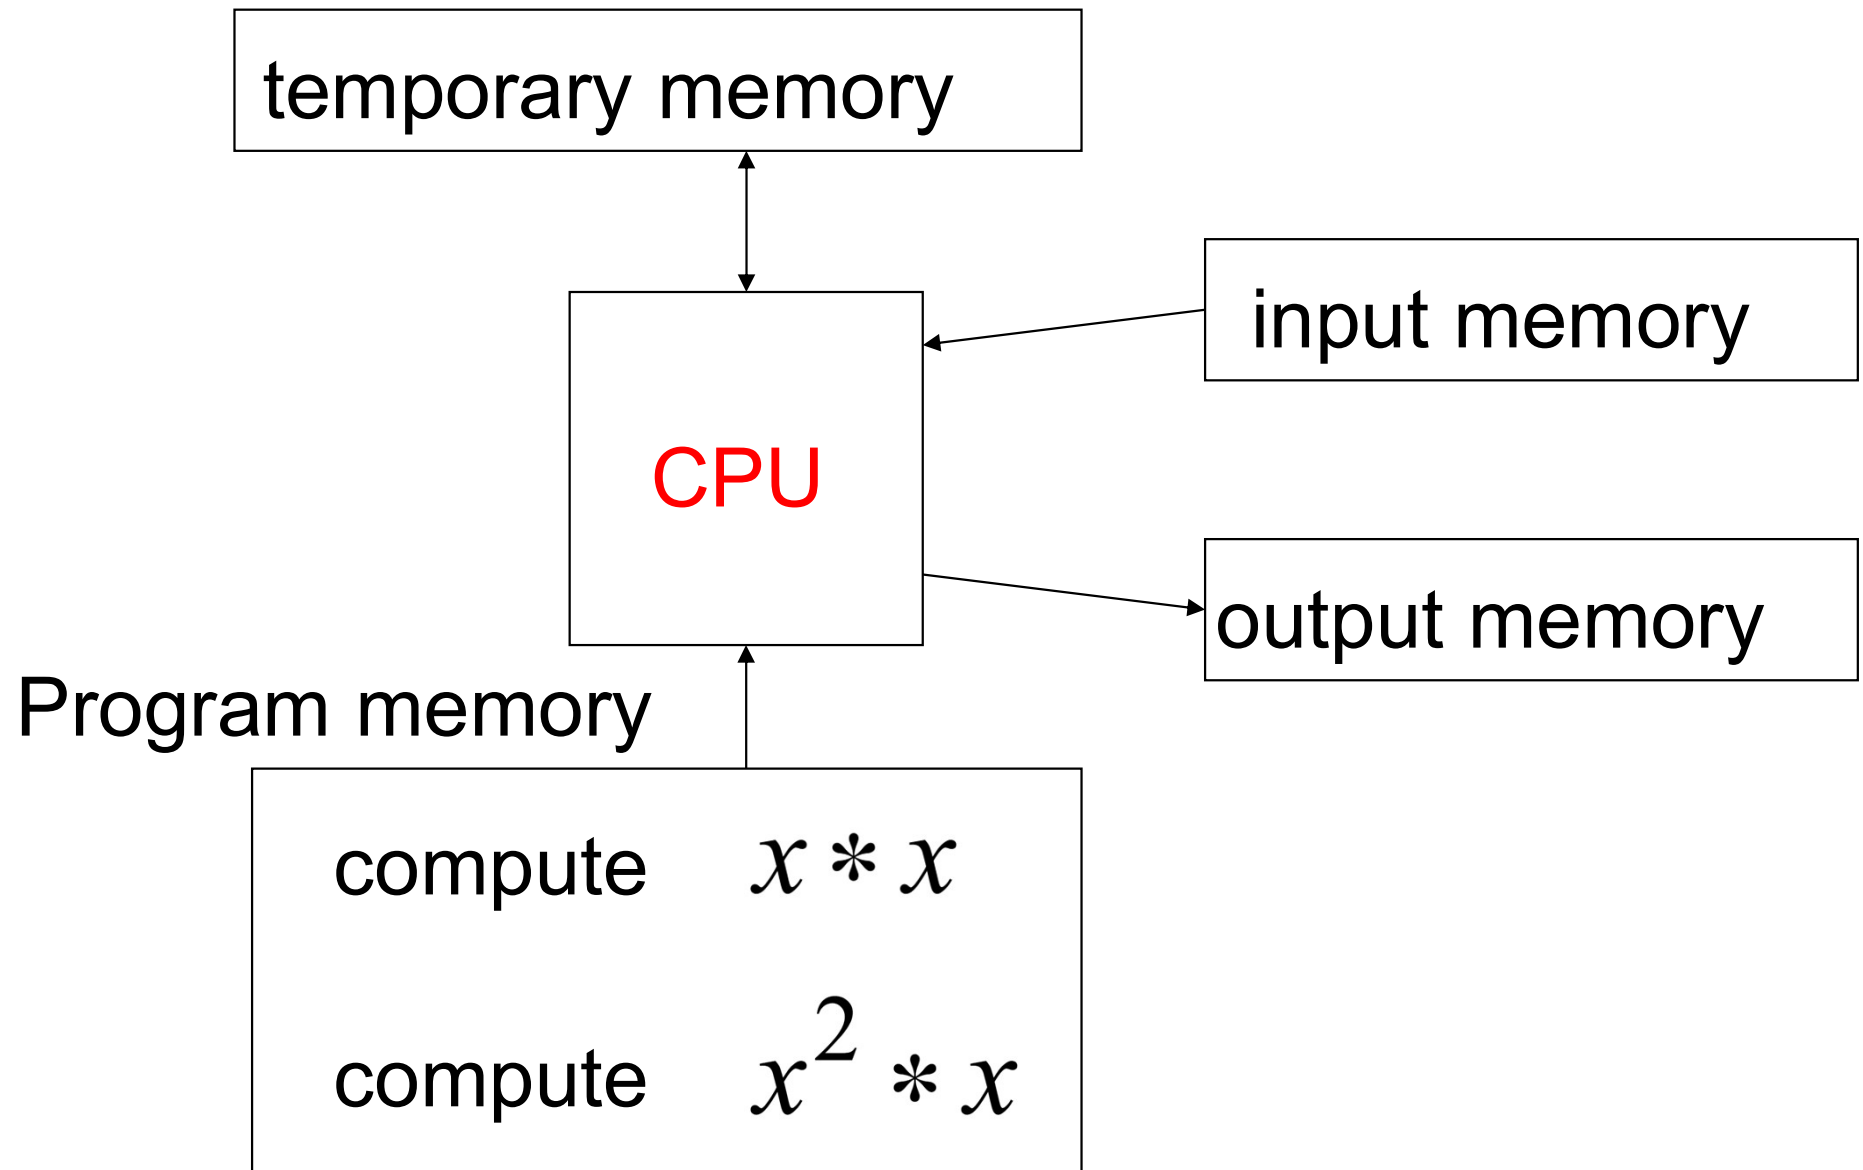 temporary memory
input memory
CPU
output memory
Program memory
compute x * x
compute x² * x